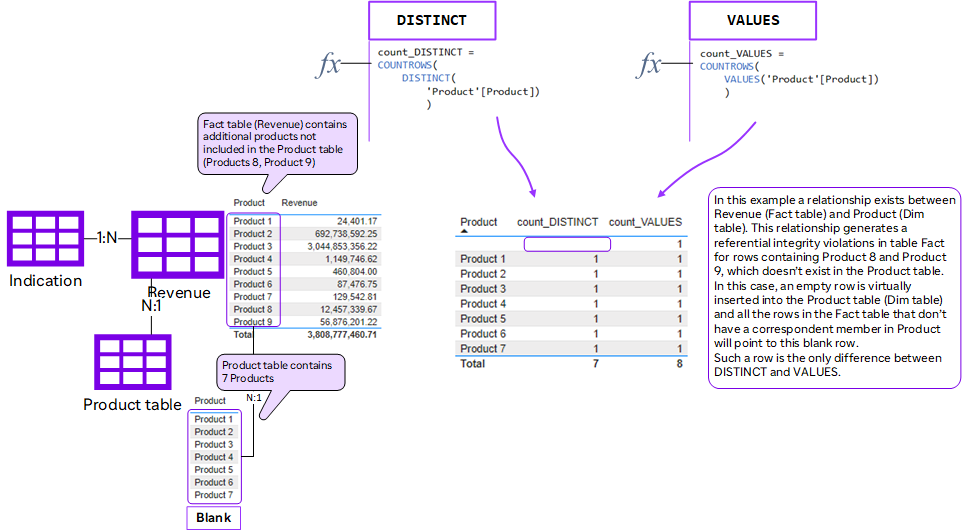 DISTINCT
VALUES
fx
count_DISTINCT =
COUNTROWS(
DISTINCT(
'Product'[Product])
)
fx
count_VALUES =
COUNTROWS(
VALUES('Product'[Product])
)
Fact table (Revenue) contains
additional products not
included in the Product table
(Products 8, Product 9)
Product Revenue
Product 1 24,401.17
Product 2 692,738,592.25
Product 3 3,044,853,356.22
Product 4 1,149,746.62
Product 5 460,804.00
Product 6 87,476.75
Product 7 129,542.81
Product 8 12,457,339.67
Product 9 56,876,201.22
Total 3,808,777,460.71
1:N
Indication
Revenue
N:1
Product table
Product table contains
7 Products
N:1
Product
Product 1
Product 2
Product 3
Product 4
Product 5
Product 6
Product 7
Blank
Product count_DISTINCT count_VALUES
1
Product 1 1 1
Product 2 1 1
Product 3 1 1
Product 4 1 1
Product 5 1 1
Product 6 1 1
Product 7 1 1
Total 7 8
In this example a relationship exists between
Revenue (Fact table) and Product (Dim
table). This relationship generates a
referential integrity violations in table Fact
for rows containing Product 8 and Product
9, which doesn't exist in the Product table.
In this case, an empty row is virtually
inserted into the Product table (Dim table)
and all the rows in the Fact table that don't
have a correspondent member in Product
will point to this blank row.
Such a row is the only difference between
DISTINCT and VALUES.